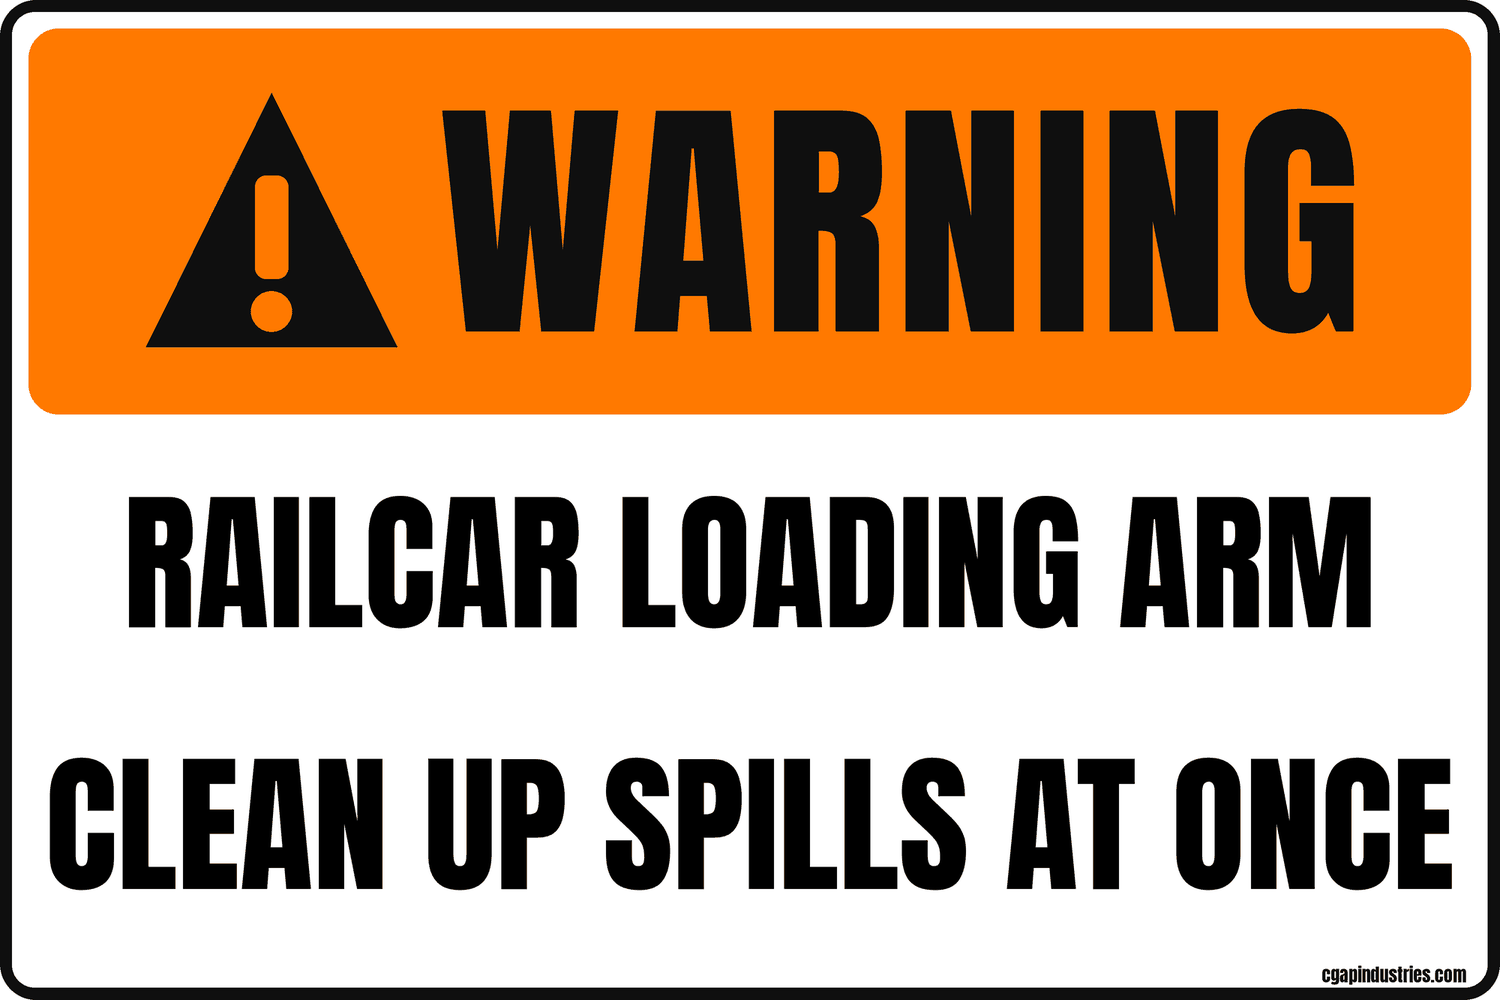 WARNING
RAILCAR LOADING ARM
CLEAN UP SPILLS AT ONCE
cgapindustries.com